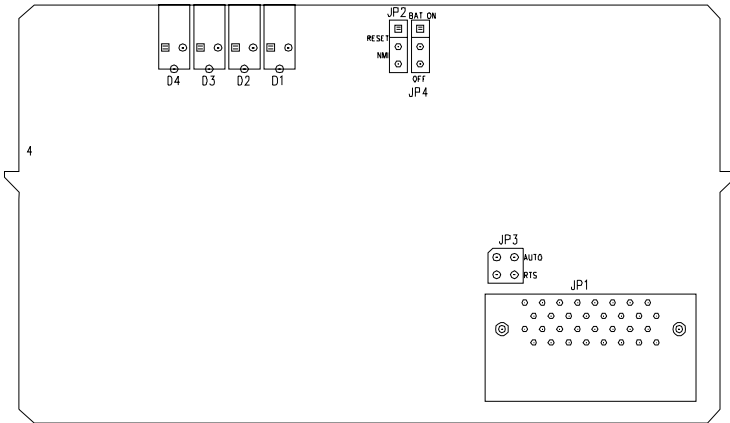 JP2 BAT ON
RESET
NMI
OFF
JP4
D4 D3 D2 D1
4
JP3
AUTO
RTS
JP1